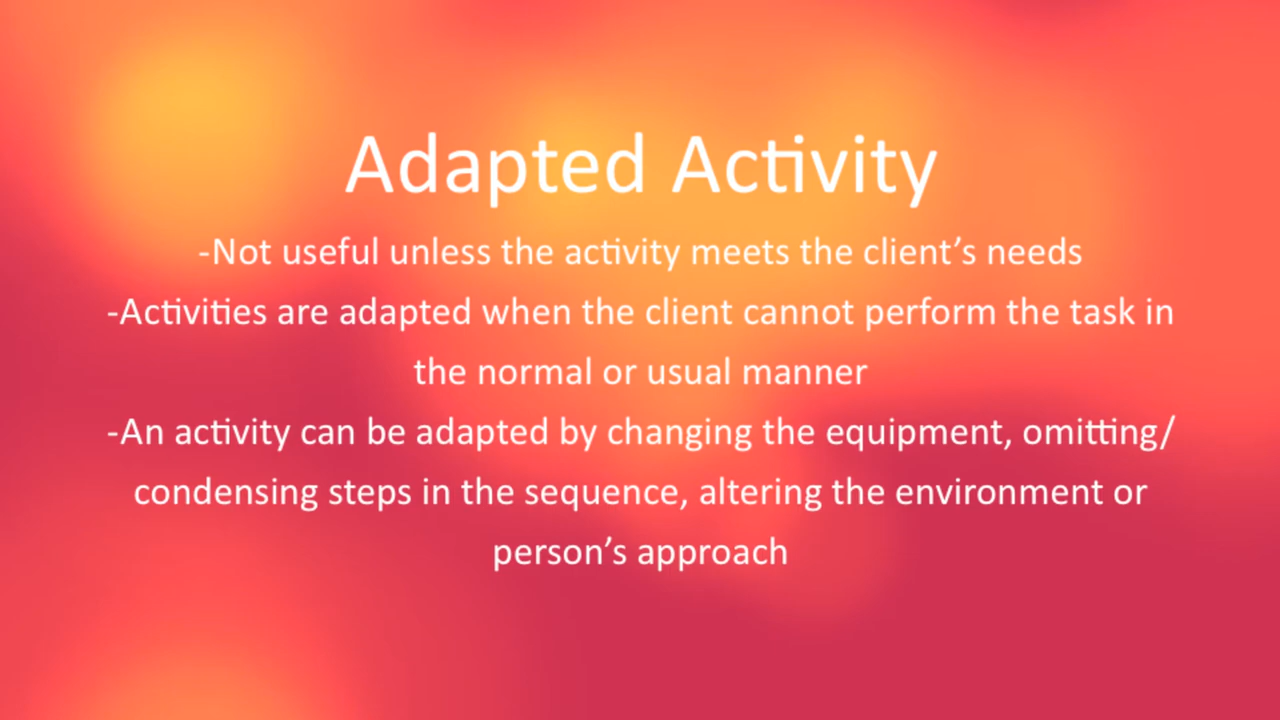 Adapted Activity
-Not useful unless the activity meets the client’s needs
-Activities are adapted when the client cannot perform the task in
the normal or usual manner
-An activity can be adapted by changing the equipment, omitting/
condensing steps in the sequence, altering the environment or
person’s approach